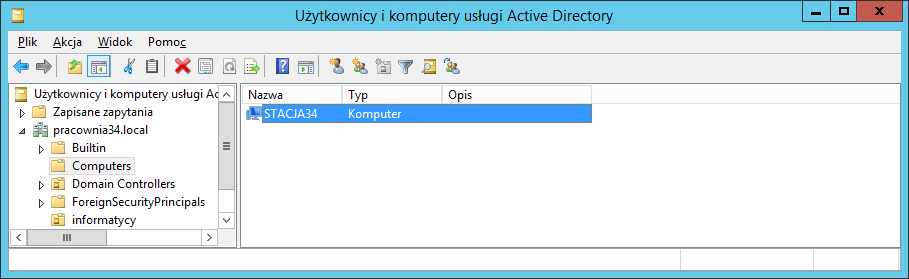 Użytkownicy i komputery usługi Active Directory
Plik Akcja Widok Pomoc
Użytkownicy i komputery usługi Ac
Zapisane zapytania
pracownia34.local
Builtin
Computers
Domain Controllers
ForeignSecurityPrincipals
informatycy
Nazwa Typ Opis
STACJA34 Komputer